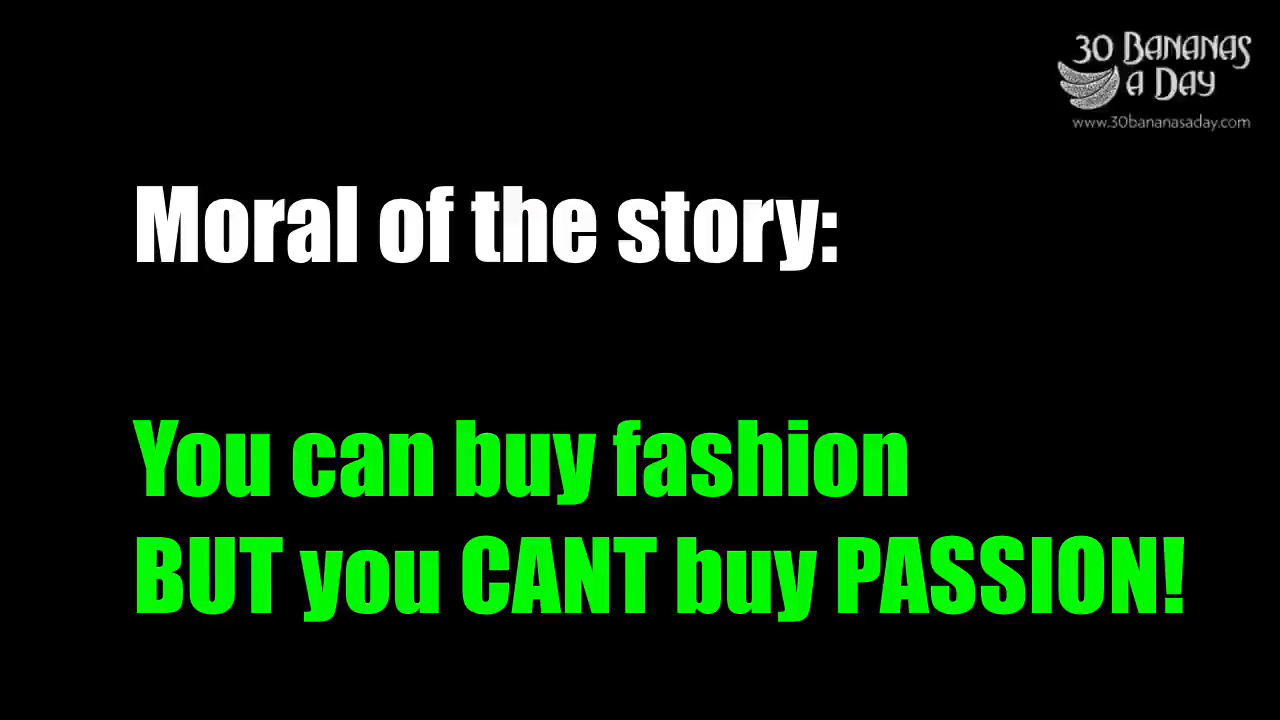 30 BANANAS
A DAY
www.30bananasaday.com
Moral of the story:
You can buy fashion
BUT you CANT buy PASSION!